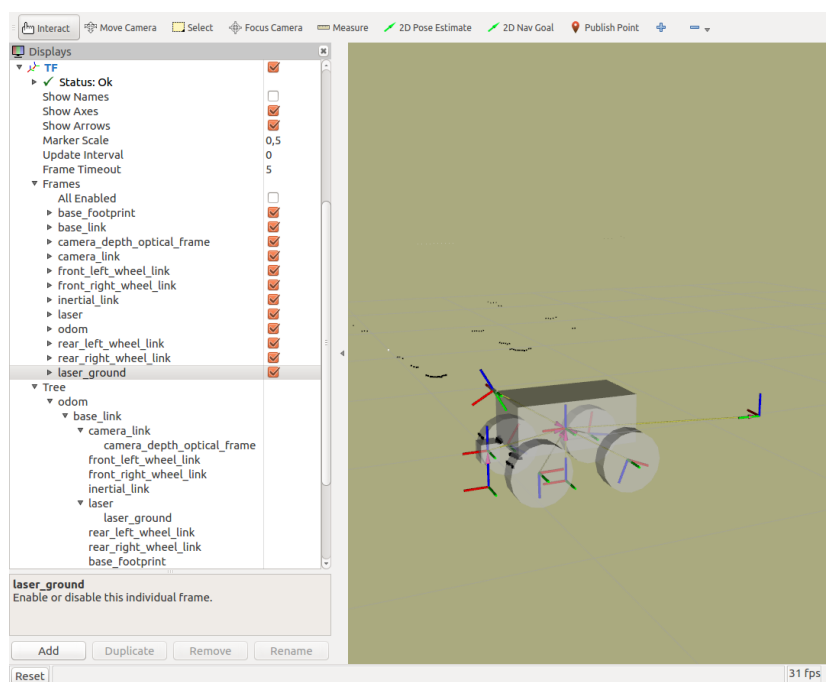 Interact Move Camera Select Focus Camera Measure 2D Pose Estimate 2D Nav Goal Publish Point
Displays
TF
Status: Ok
Show Names
Show Axes
Show Arrows
Marker Scale 0,5
Update Interval 0
Frame Timeout 5
Frames
All Enabled
base_footprint
base_link
camera_depth_optical_frame
camera_link
front_left_wheel_link
front_right_wheel_link
inertial_link
laser
odom
rear_left_wheel_link
rear_right_wheel_link
laser_ground
Tree
odom
base_link
camera_link
camera_depth_optical_frame
front_left_wheel_link
front_right_wheel_link
inertial_link
laser
laser_ground
rear_left_wheel_link
rear_right_wheel_link
base_footprint
laser_ground
Enable or disable this individual frame.
Add Duplicate Remove Rename
Reset 31 fps